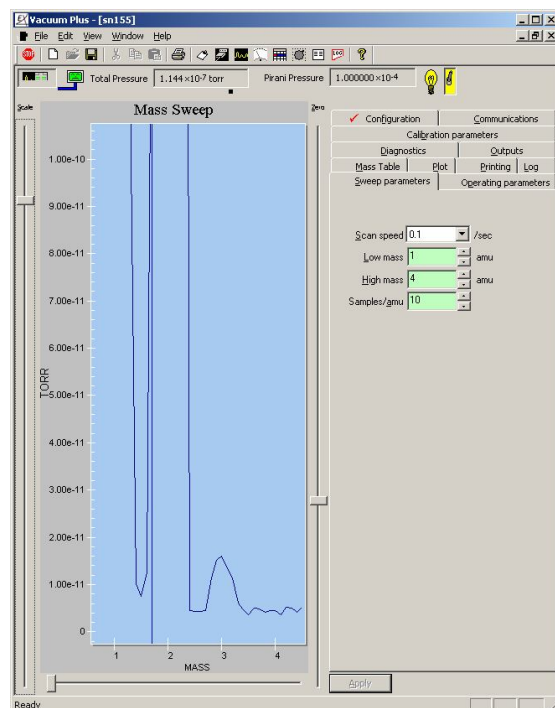 Vacuum Plus - [sn155]
File Edit View Window Help
STOP
Total Pressure 1.144×10-⁷ torr Pirani Pressure 1.000000×10-⁴
Scale Mass Sweep Zero
1.00e-10
9.00e-11
8.00e-11
7.00e-11
6.00e-11
5.00e-11
4.00e-11
3.00e-11
2.00e-11
1.00e-11
0
TORR
1 2 3 4
MASS
Configuration Communications
Calibration parameters
Diagnostics Outputs
Mass Table Plot Printing Log
Sweep parameters Operating parameters
Scan speed 0.1 /sec
Low mass 1 amu
High mass 4 amu
Samples/amu 10
Apply
Ready